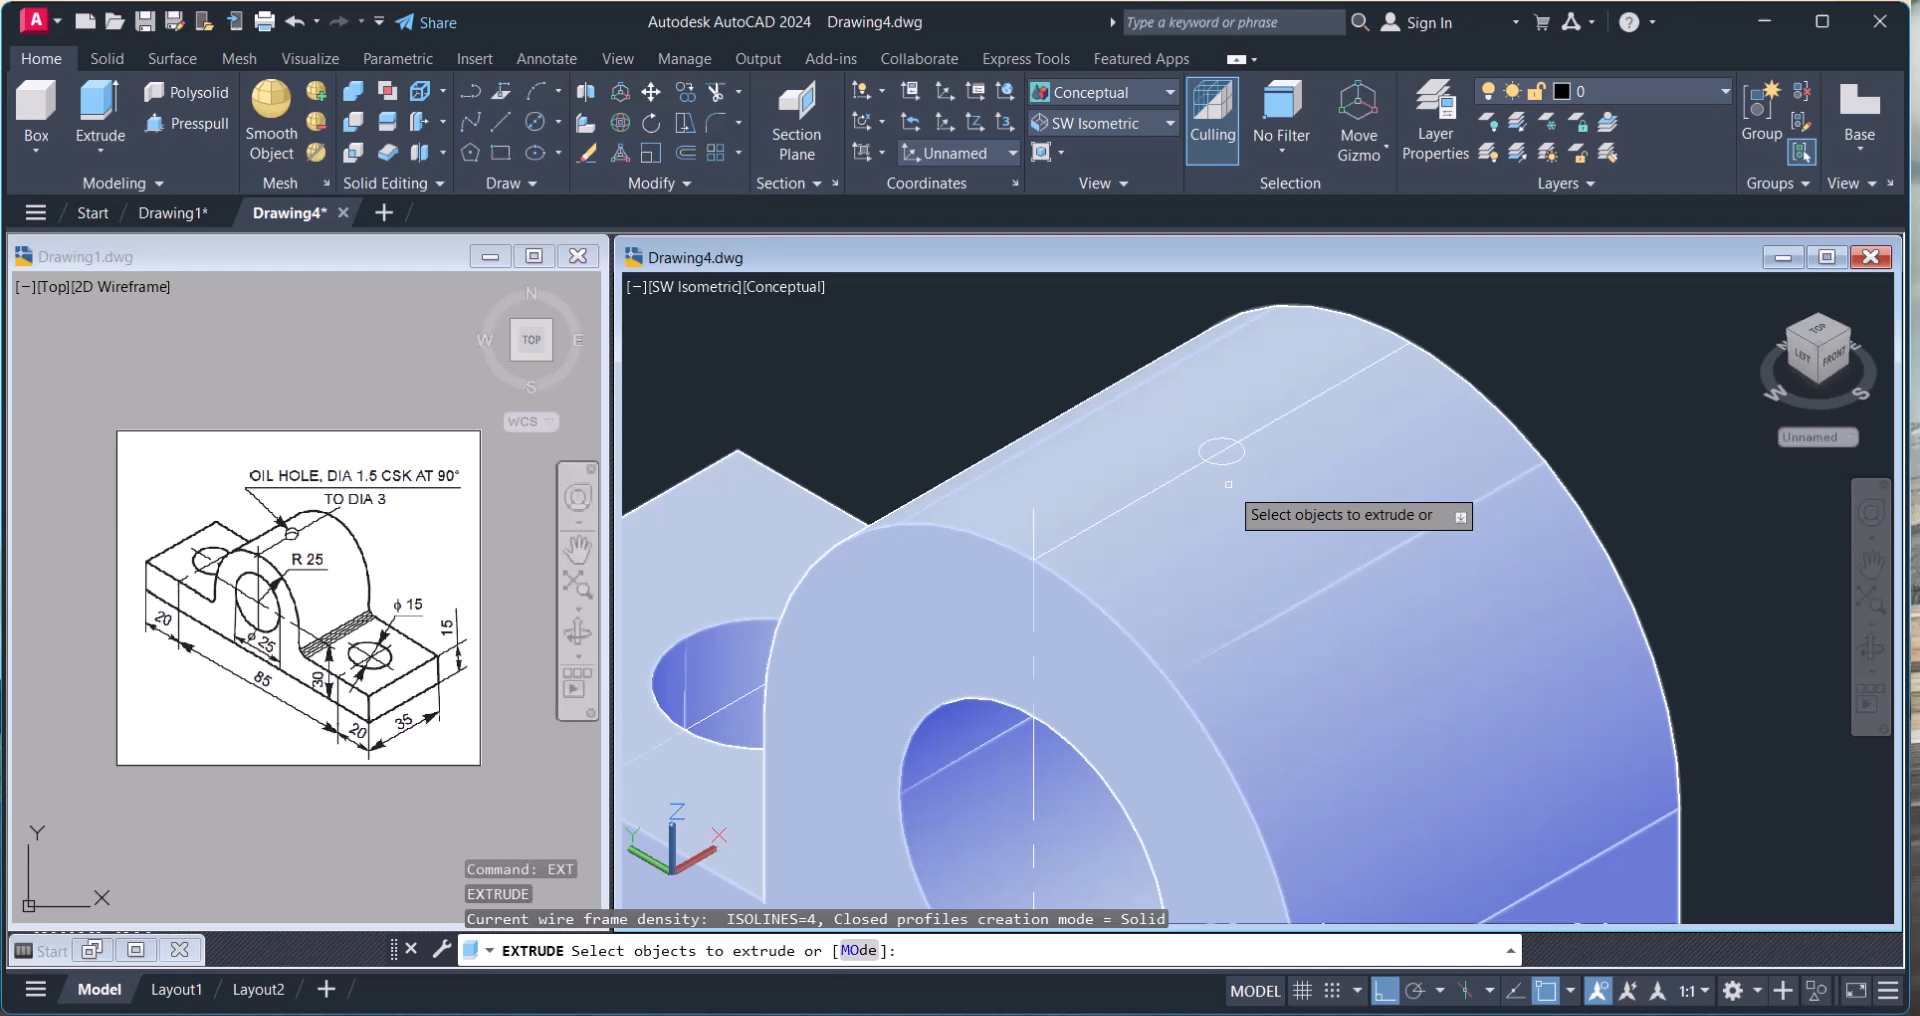 A Share Autodesk AutoCAD 2024 Drawing4.dwg Type a keyword or phrase Sign In ?
Home Solid Surface Mesh Visualize Parametric Insert Annotate View Manage Output Add-ins Collaborate Express Tools Featured Apps
Box
Extrude
Polysolid
Presspull
Modeling
Smooth
Object
Mesh
Solid Editing
Draw
Modify
Section
Plane
Section
Unnamed
Coordinates
Conceptual
SW Isometric
View
Culling
No Filter
Move
Gizmo
Selection
Layer
Properties
0
Layers
Group
Groups
Base
View
Start Drawing1* Drawing4*
Drawing1.dwg
[−][Top][2D Wireframe]
N
W TOP E
S
WCS
OIL HOLE, DIA 1.5 CSK AT 90°
TO DIA 3
R 25
ϕ 15
15
20
ϕ 25
30
85
20
35
Y
X
Drawing4.dwg
[−][SW Isometric][Conceptual]
TOP
LEFT FRONT
N
W S
Unnamed
Select objects to extrude or
Z
Y X
Command: EXT
EXTRUDE
Current wire frame density: ISOLINES=4, Closed profiles creation mode = Solid
Start
EXTRUDE Select objects to extrude or [MOde]:
Model Layout1 Layout2
MODEL 1:1